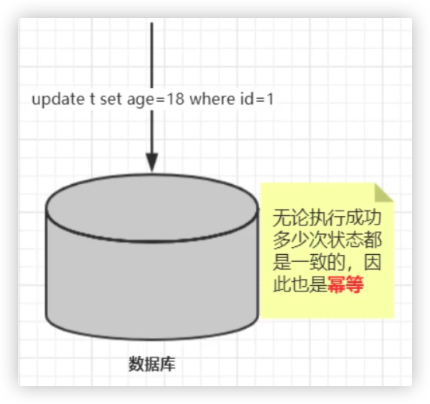 update t set age=18 where id=1
无论执行成功
多少次状态都
是一致的，因
此也是幂等
数据库